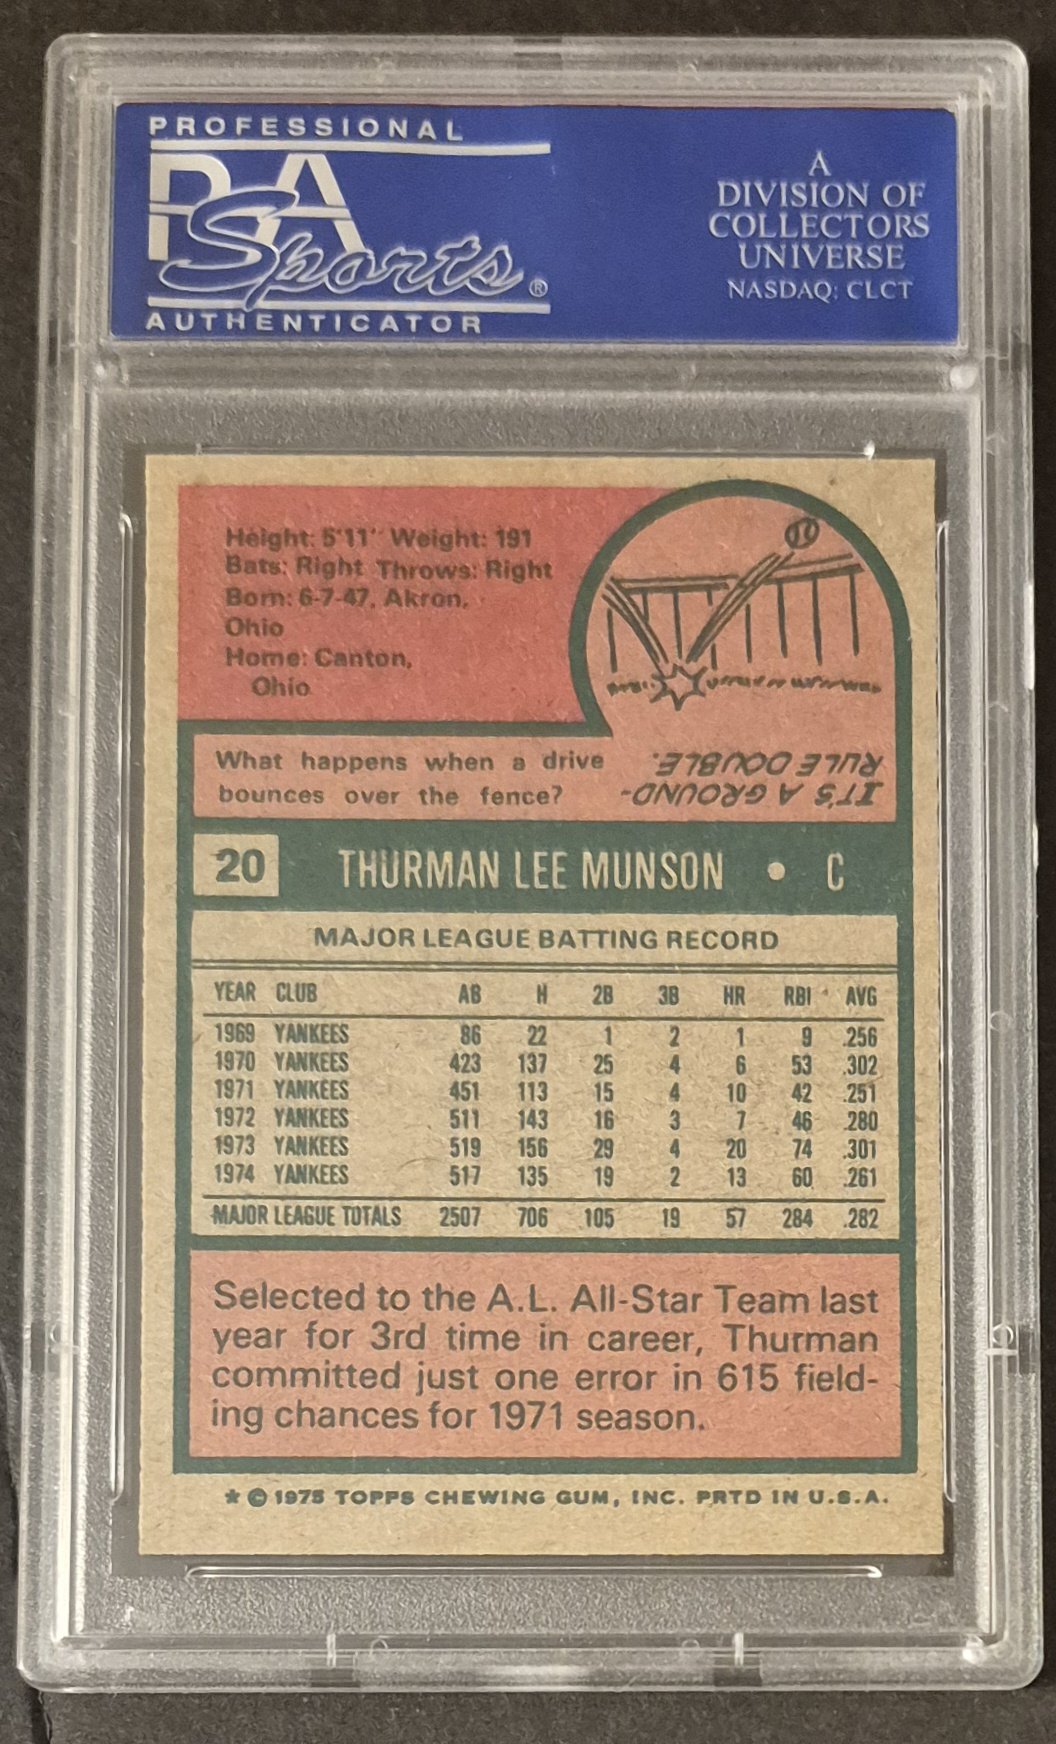 PROFESSIONAL
PSA
Sports®
AUTHENTICATOR
A
DIVISION OF
COLLECTORS
UNIVERSE
NASDAQ: CLCT
Height: 5'11" Weight: 191
Bats: Right Throws: Right
Born: 6-7-47, Akron,
Ohio
Home: Canton,
Ohio
What happens when a drive
bounces over the fence?
IT'S A GROUND-
RULE DOUBLE.
20 THURMAN LEE MUNSON • C
MAJOR LEAGUE BATTING RECORD
YEAR CLUB AB H 2B 3B HR RBI AVG
1969 YANKEES 86 22 1 2 1 9 .256
1970 YANKEES 423 137 25 4 6 53 .302
1971 YANKEES 451 113 15 4 10 42 .251
1972 YANKEES 511 143 16 3 7 46 .280
1973 YANKEES 519 156 29 4 20 74 .301
1974 YANKEES 517 135 19 2 13 60 .261
MAJOR LEAGUE TOTALS 2507 706 105 19 57 284 .282
Selected to the A.L. All-Star Team last
year for 3rd time in career, Thurman
committed just one error in 615 field-
ing chances for 1971 season.
* © 1975 TOPPS CHEWING GUM, INC. PRTD IN U.S.A.